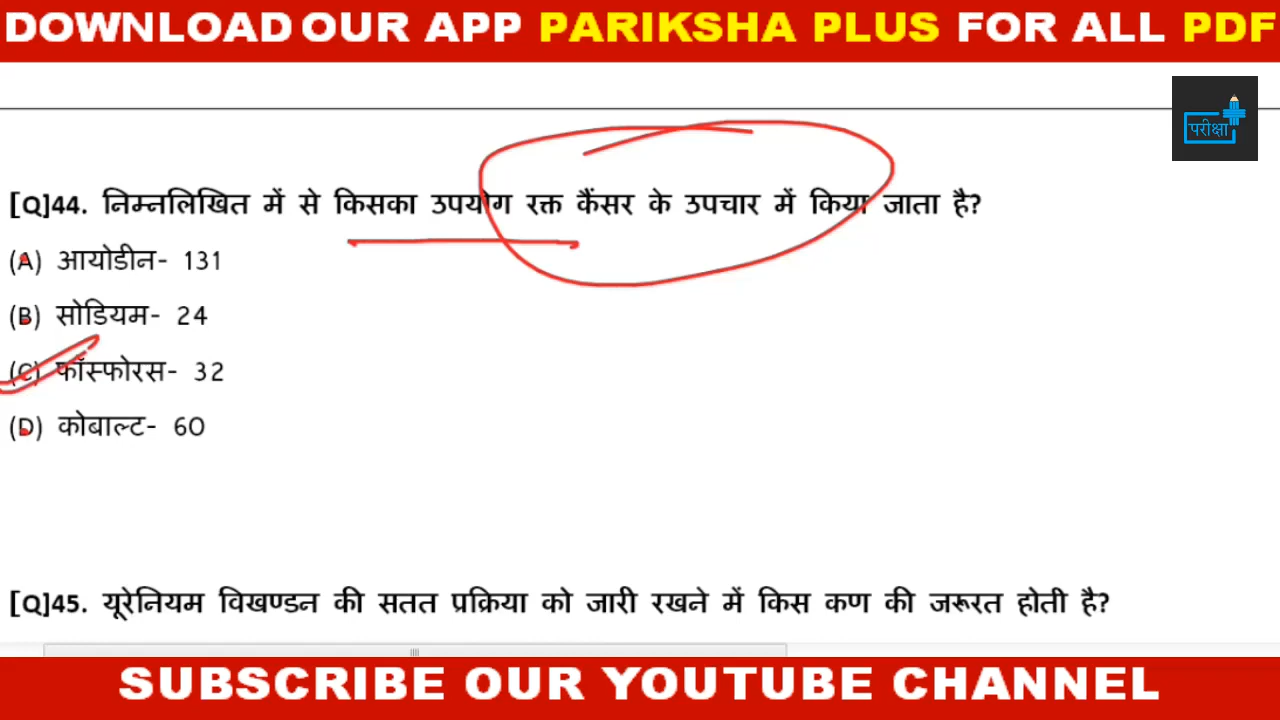 DOWNLOAD OUR APP PARIKSHA PLUS FOR ALL PDF
परीक्षा
[Q]44. निम्नलिखित में से किसका उपयोग रक्त कैंसर के उपचार में किया जाता है?
(A) आयोडीन- 131
(B) सोडियम- 24
(C) फॉस्फोरस- 32
(D) कोबाल्ट- 60
[Q]45. यूरेनियम विखण्डन की सतत प्रक्रिया को जारी रखने में किस कण की जरूरत होती है?
SUBSCRIBE OUR YOUTUBE CHANNEL